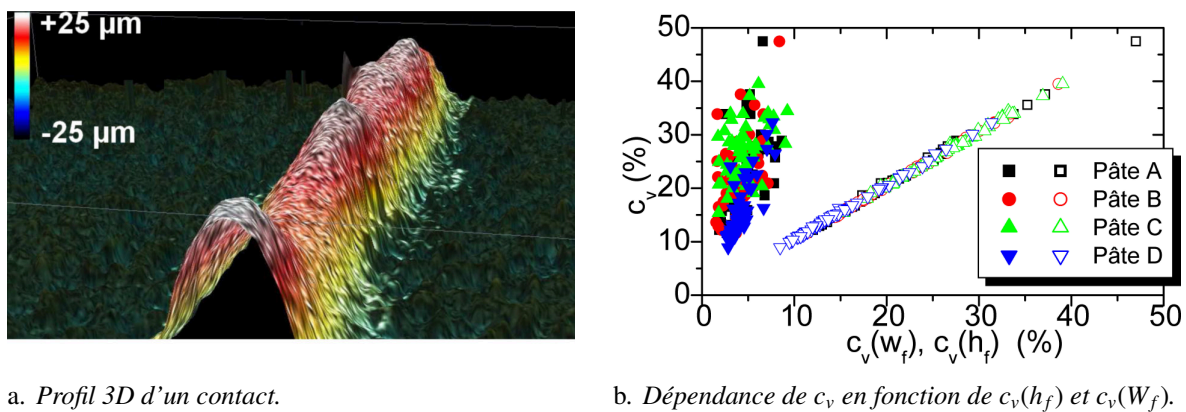 +25 µm
-25 µm
50
40
30
20
10
0
c_v (%)
0 10 20 30 40 50
c_v(w_f), c_v(h_f) (%)
Pâte A
Pâte B
Pâte C
Pâte D
a. Profil 3D d'un contact.
b. Dépendance de c_v en fonction de c_v(h_f) et c_v(W_f).